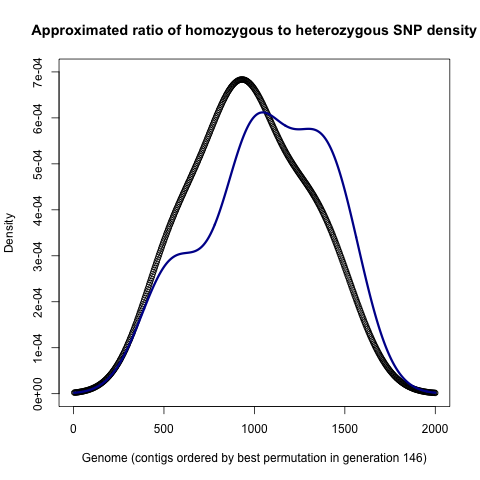 Approximated ratio of homozygous to heterozygous SNP density
Density
7e-04
6e-04
5e-04
4e-04
3e-04
2e-04
1e-04
0e+00
0 500 1000 1500 2000
Genome (contigs ordered by best permutation in generation 146)